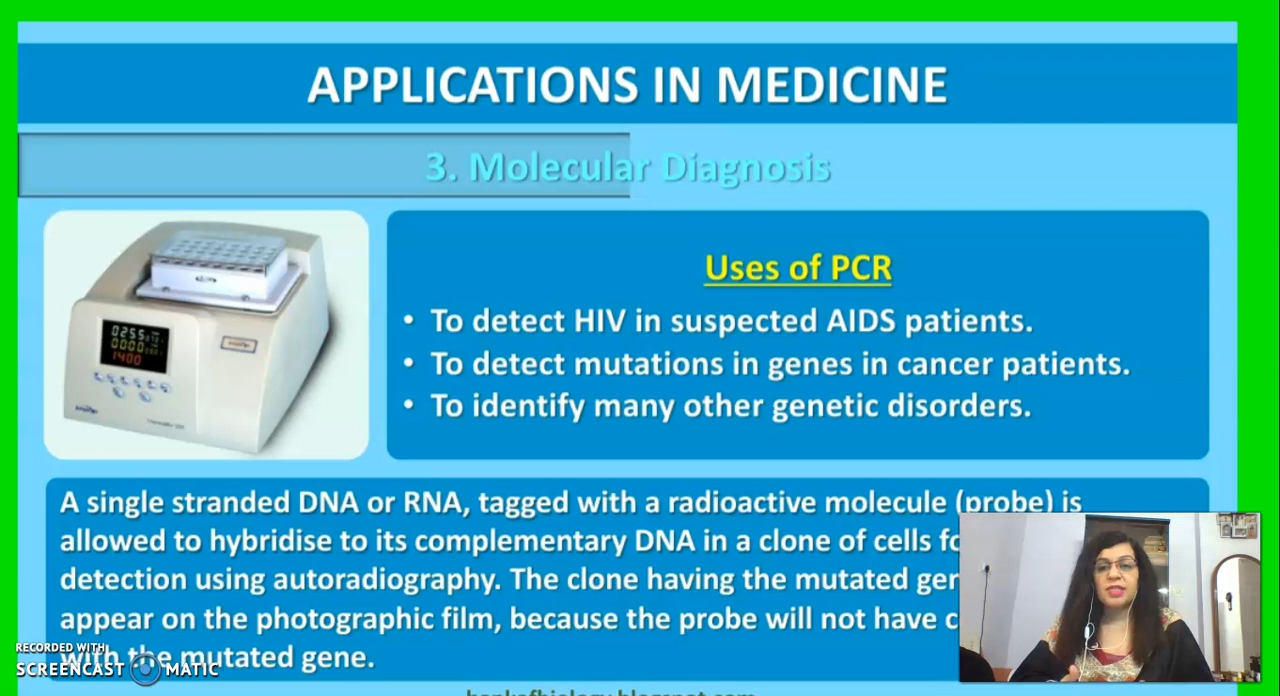 APPLICATIONS IN MEDICINE
3. Molecular Diagnosis
Uses of PCR
• To detect HIV in suspected AIDS patients.
• To detect mutations in genes in cancer patients.
• To identify many other genetic disorders.
A single stranded DNA or RNA, tagged with a radioactive molecule (probe) is
allowed to hybridise to its complementary DNA in a clone of cells
detection using autoradiography. The clone having the mutated
appear on the photographic film, because the probe will not have
with the mutated gene.
RECORDED WITH
SCREENCAST MATIC
bankofbiology.blogspot.com